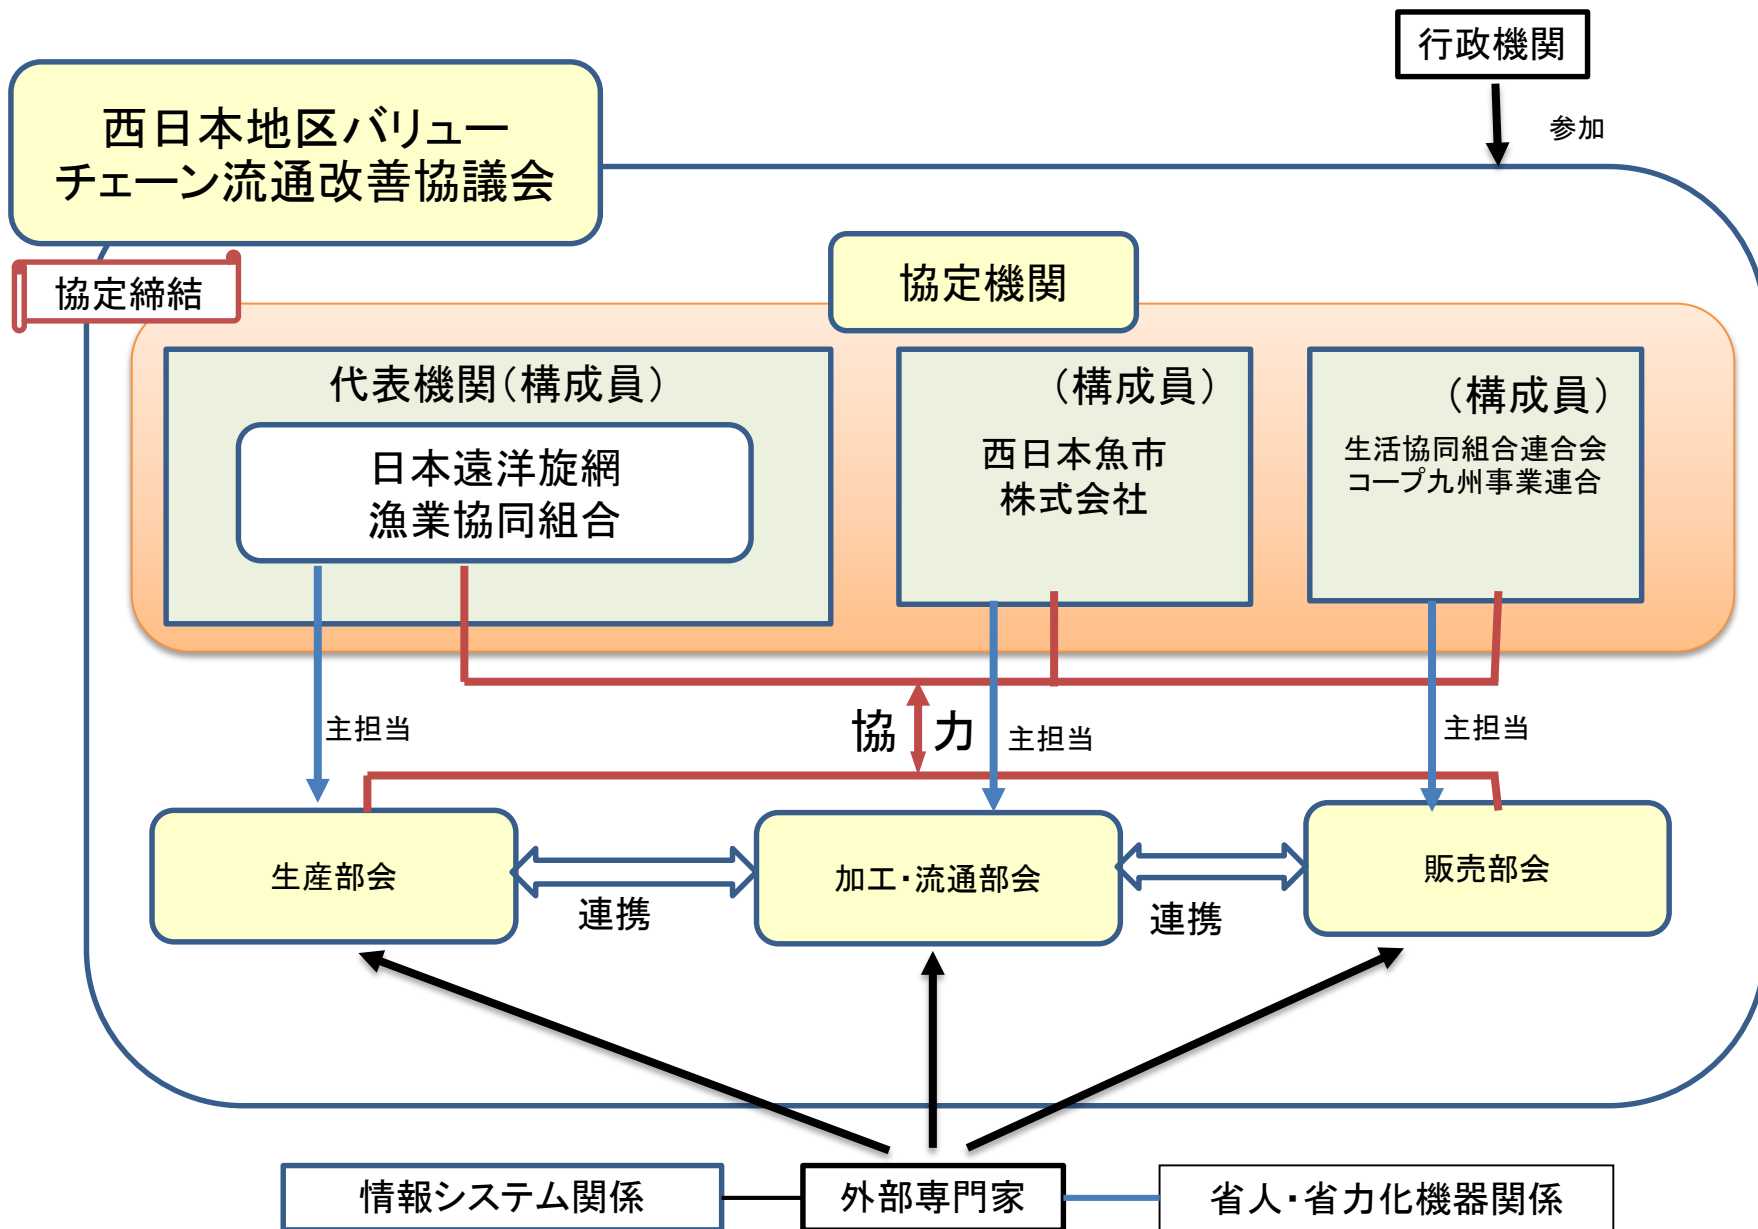 行政機関
参加
西日本地区バリュー
チェーン流通改善協議会
協定締結
協定機関
代表機関(構成員)
日本遠洋旋網
漁業協同組合
(構成員)
西日本魚市
株式会社
(構成員)
生活協同組合連合会
コープ九州事業連合
主担当
協力
主担当
主担当
生産部会
連携
加工・流通部会
連携
販売部会
情報システム関係
外部専門家
省人・省力化機器関係